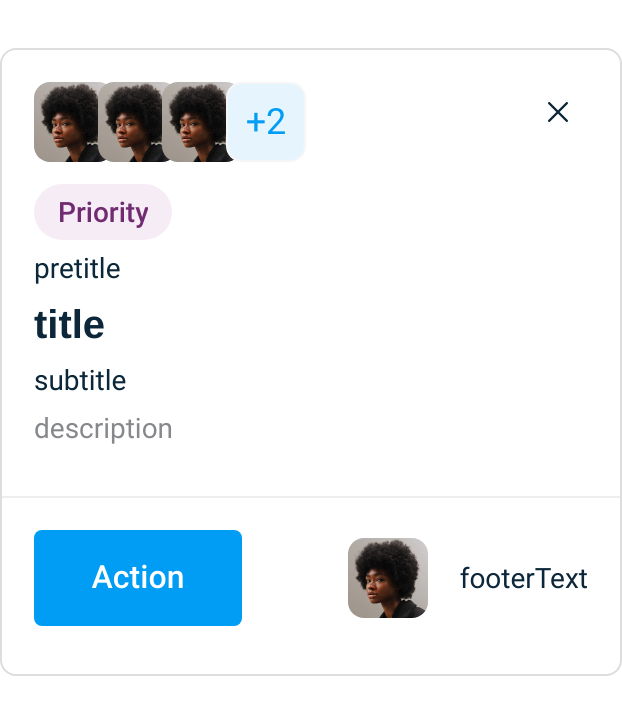 +2
Priority
pretitle
title
subtitle
description
Action
footerText